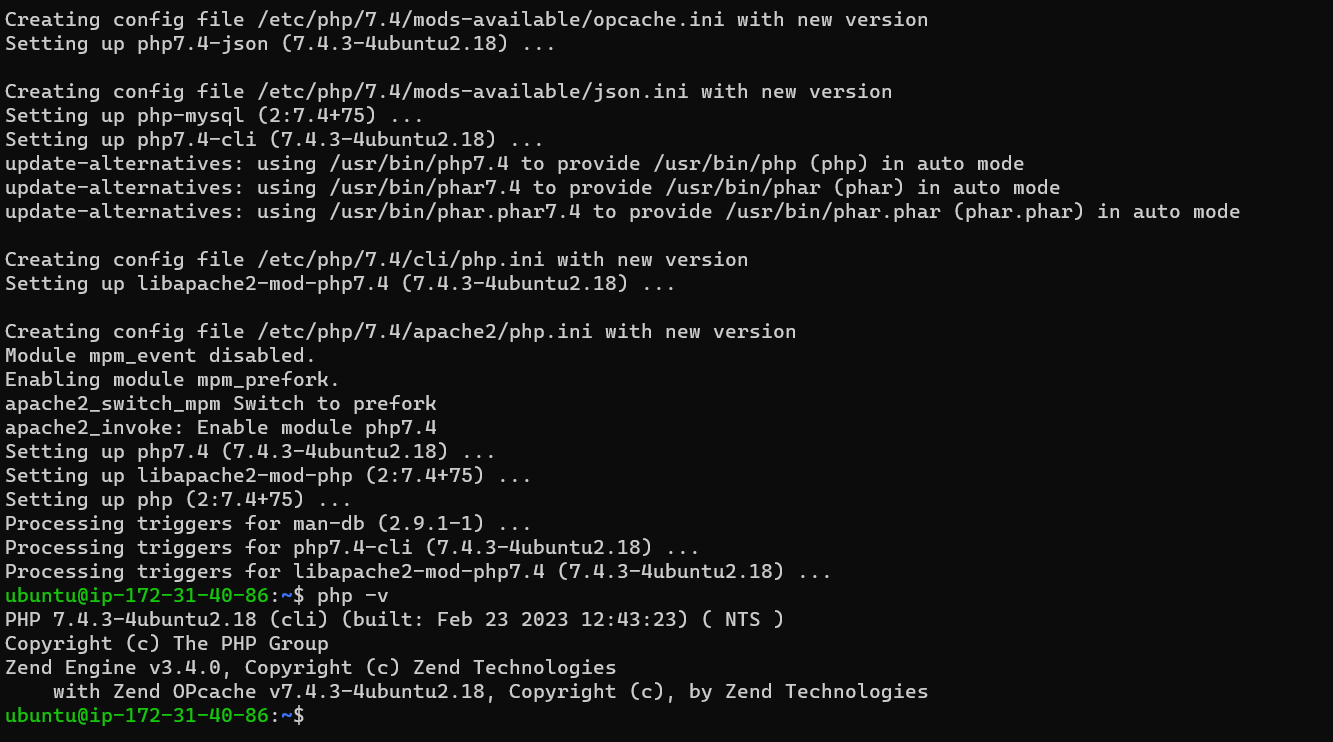 Creating config file /etc/php/7.4/mods-available/opcache.ini with new version
Setting up php7.4-json (7.4.3-4ubuntu2.18) ...
Creating config file /etc/php/7.4/mods-available/json.ini with new version
Setting up php-mysql (2:7.4+75) ...
Setting up php7.4-cli (7.4.3-4ubuntu2.18) ...
update-alternatives: using /usr/bin/php7.4 to provide /usr/bin/php (php) in auto mode
update-alternatives: using /usr/bin/phar7.4 to provide /usr/bin/phar (phar) in auto mode
update-alternatives: using /usr/bin/phar.phar7.4 to provide /usr/bin/phar.phar (phar.phar) in auto mode
Creating config file /etc/php/7.4/cli/php.ini with new version
Setting up libapache2-mod-php7.4 (7.4.3-4ubuntu2.18) ...
Creating config file /etc/php/7.4/apache2/php.ini with new version
Module mpm_event disabled.
Enabling module mpm_prefork.
apache2_switch_mpm Switch to prefork
apache2_invoke: Enable module php7.4
Setting up php7.4 (7.4.3-4ubuntu2.18) ...
Setting up libapache2-mod-php (2:7.4+75) ...
Setting up php (2:7.4+75) ...
Processing triggers for man-db (2.9.1-1) ...
Processing triggers for php7.4-cli (7.4.3-4ubuntu2.18) ...
Processing triggers for libapache2-mod-php7.4 (7.4.3-4ubuntu2.18) ...
ubuntu@ip-172-31-40-86:~$ php -v
PHP 7.4.3-4ubuntu2.18 (cli) (built: Feb 23 2023 12:43:23) ( NTS )
Copyright (c) The PHP Group
Zend Engine v3.4.0, Copyright (c) Zend Technologies
    with Zend OPcache v7.4.3-4ubuntu2.18, Copyright (c), by Zend Technologies
ubuntu@ip-172-31-40-86:~$